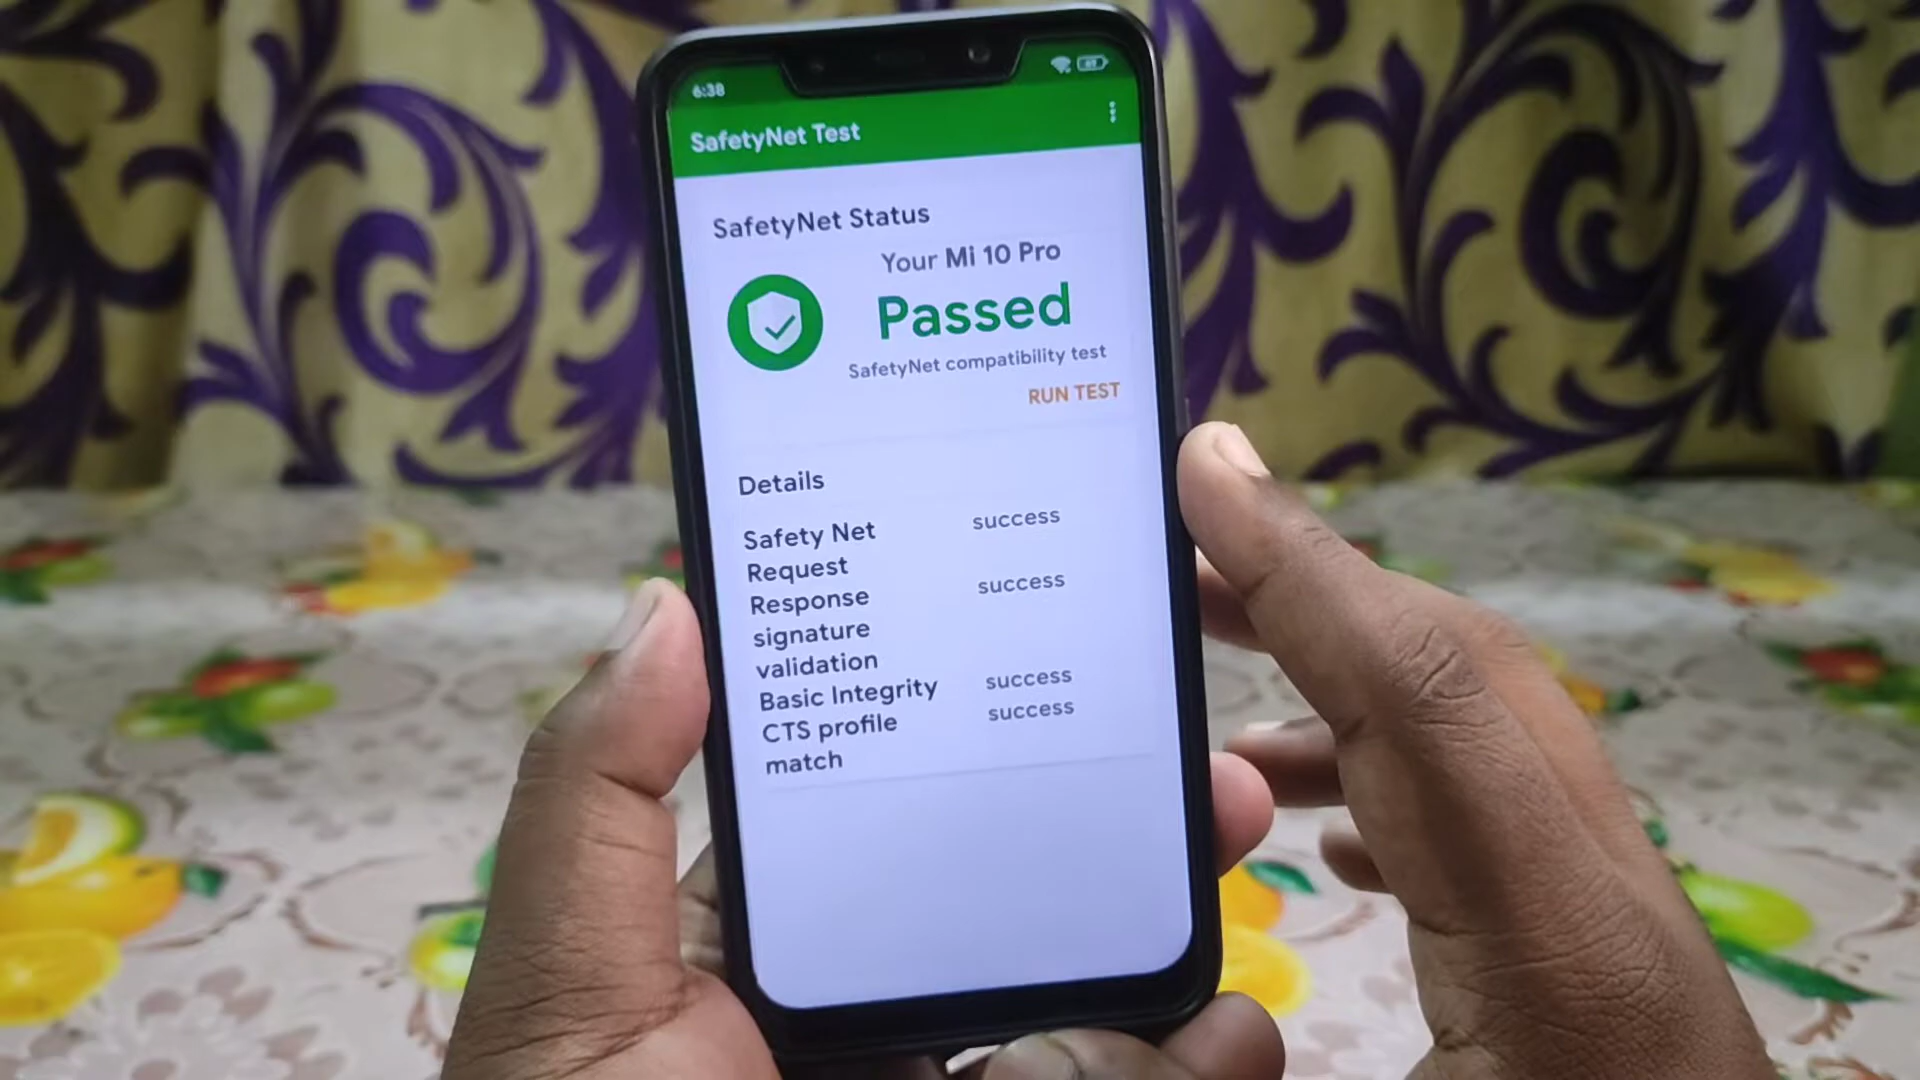 6:38
SafetyNet Test
SafetyNet Status
Your Mi 10 Pro
Passed
SafetyNet compatibility test
RUN TEST
Details
Safety Net success
Request
Response success
signature
validation
Basic Integrity success
CTS profile success
match